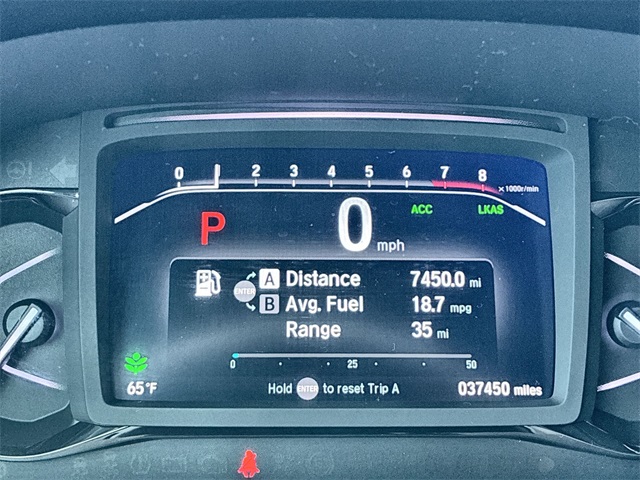 0 1 2 3 4 5 6 7 8 x1000r/min
P 0 mph ACC LKAS
A Distance 7450.0 mi
ENTER B Avg. Fuel 18.7 mpg
Range 35 mi
0 25 50
65°F Hold ENTER to reset Trip A 037450 miles